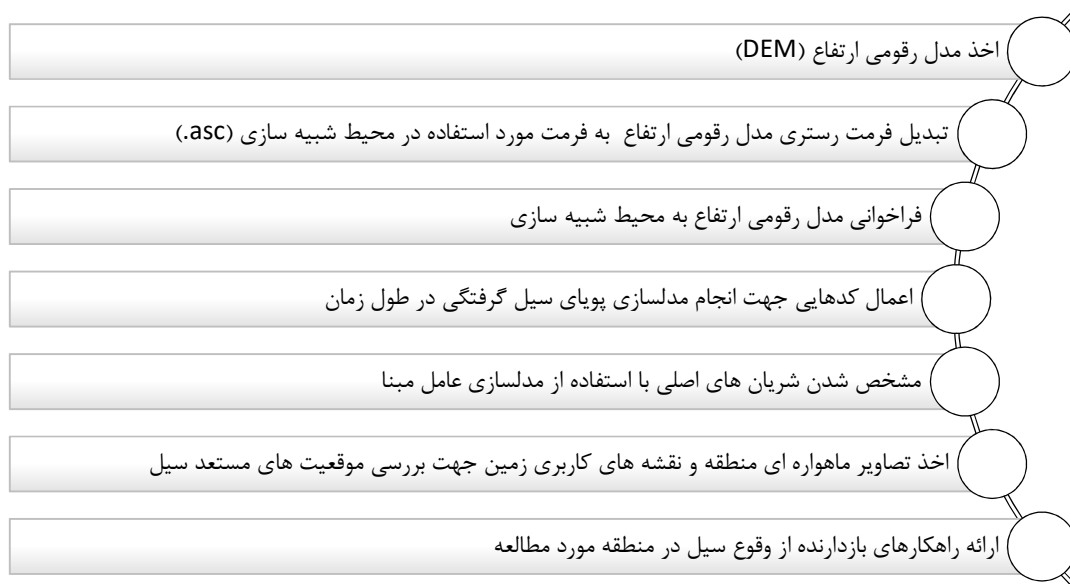 اخذ مدل رقومی ارتفاع (DEM)
تبدیل فرمت رستری مدل رقومی ارتفاع به فرمت مورد استفاده در محیط شبیه سازی (.asc)
فراخوانی مدل رقومی ارتفاع به محیط شبیه سازی
اعمال کدهایی جهت انجام مدلسازی پویای سیل گرفتگی در طول زمان
مشخص شدن شریان های اصلی با استفاده از مدلسازی عامل مبنا
اخذ تصاویر ماهواره ای منطقه و نقشه های کاربری زمین جهت بررسی موقعیت های مستعد سیل
ارائه راهکارهای بازدارنده از وقوع سیل در منطقه مورد مطالعه